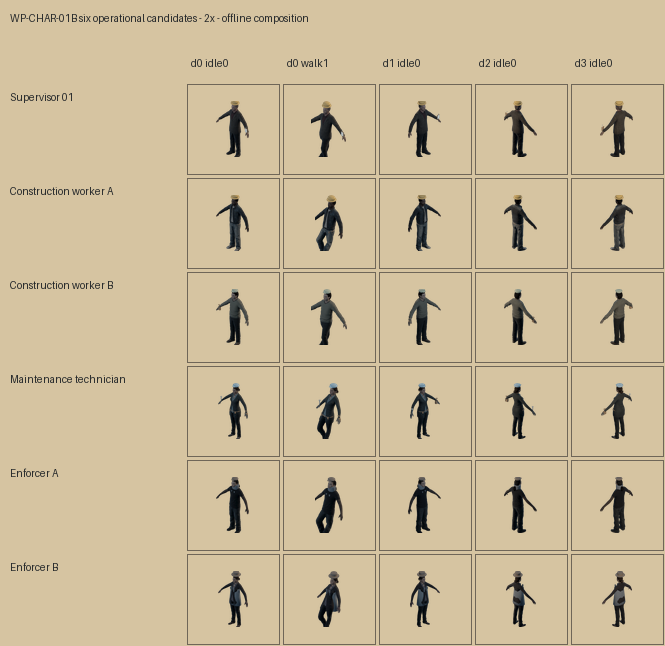 WP-CHAR-01B six operational candidates - 2x - offline composition
d0 idle0 d0 walk1 d1 idle0 d2 idle0 d3 idle0
Supervisor 01
Construction worker A
Construction worker B
Maintenance technician
Enforcer A
Enforcer B